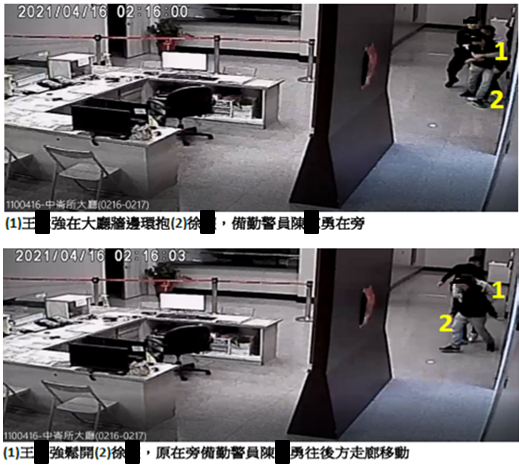 2021/04/16 02:16:00
1
2
1100416-中崙所大廳(0216-0217)
(1)王 強在大廳牆邊環抱(2)徐 ，備勤警員陳 勇在旁
2021/04/16 02:16:03
1
2
1100416-中崙所大廳(0216-0217)
(1)王 強鬆開(2)徐 ，原在旁備勤警員陳 勇往後方走廊移動